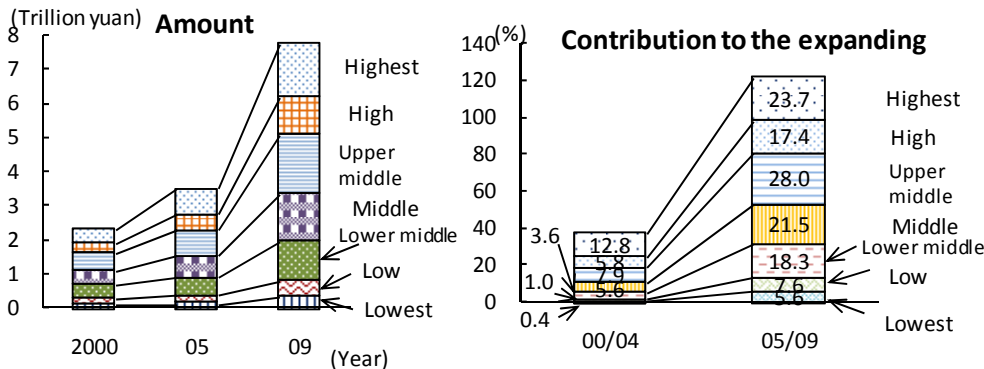 (Trillion yuan)
Amount
8
7
6
5
4
3
2
1
0
2000
05
09
(Year)
Highest
High
Upper
middle
Middle
Lower middle
Low
Lowest
(%)
Contribution to the expanding
140
120
100
80
60
40
20
0
3.6
1.0
0.4
12.8
5.8
7.9
5.6
23.7
17.4
28.0
21.5
18.3
7.6
5.6
00/04
05/09
Highest
High
Upper
middle
Middle
Lower middle
Low
Lowest